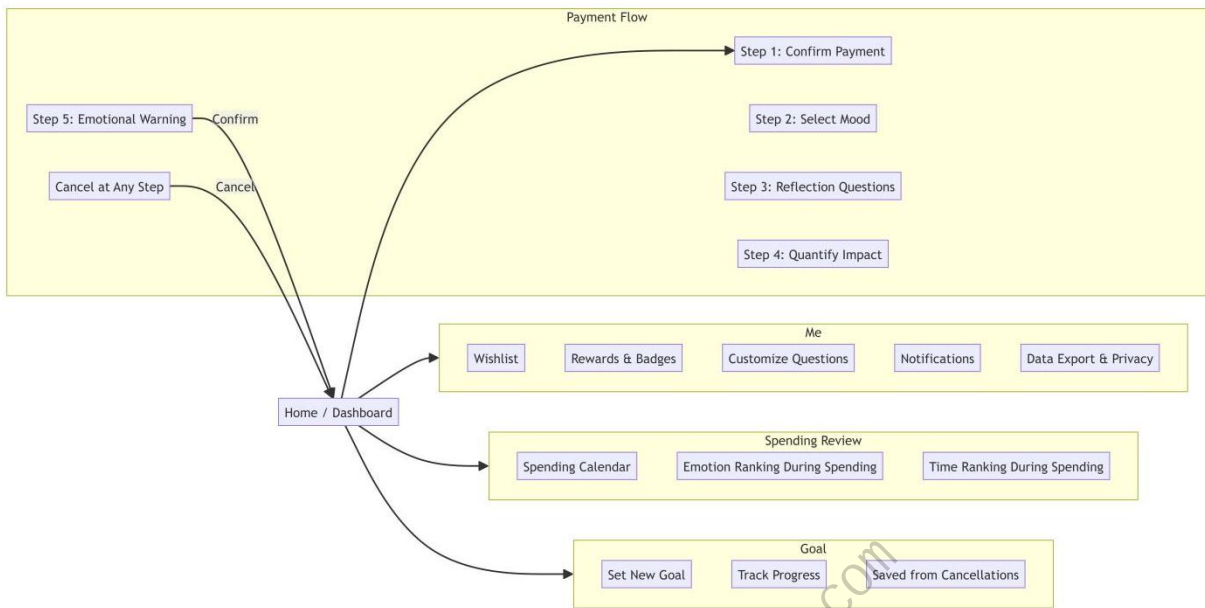 Payment Flow
Step 1: Confirm Payment
Step 5: Emotional Warning
Confirm
Step 2: Select Mood
Cancel at Any Step
Cancel
Step 3: Reflection Questions
Step 4: Quantify Impact
Me
Wishlist
Rewards & Badges
Customize Questions
Notifications
Data Export & Privacy
Home / Dashboard
Spending Review
Spending Calendar
Emotion Ranking During Spending
Time Ranking During Spending
Goal
Set New Goal
Track Progress
Saved from Cancellations
com